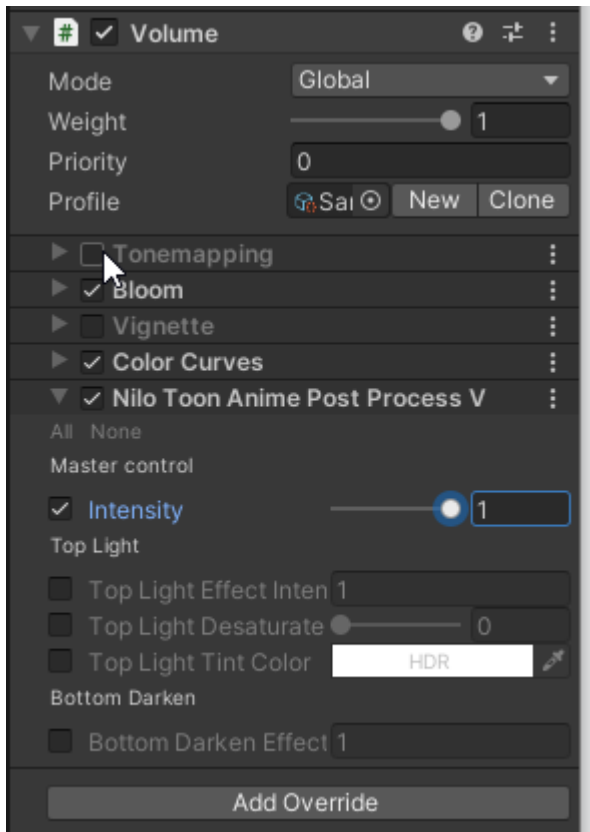 # Volume
Mode Global
Weight 1
Priority 0
Profile Sai New Clone
Tonemapping
Bloom
Vignette
Color Curves
Nilo Toon Anime Post Process V
All None
Master control
Intensity 1
Top Light
Top Light Effect Inten 1
Top Light Desaturate 0
Top Light Tint Color HDR
Bottom Darken
Bottom Darken Effect 1
Add Override